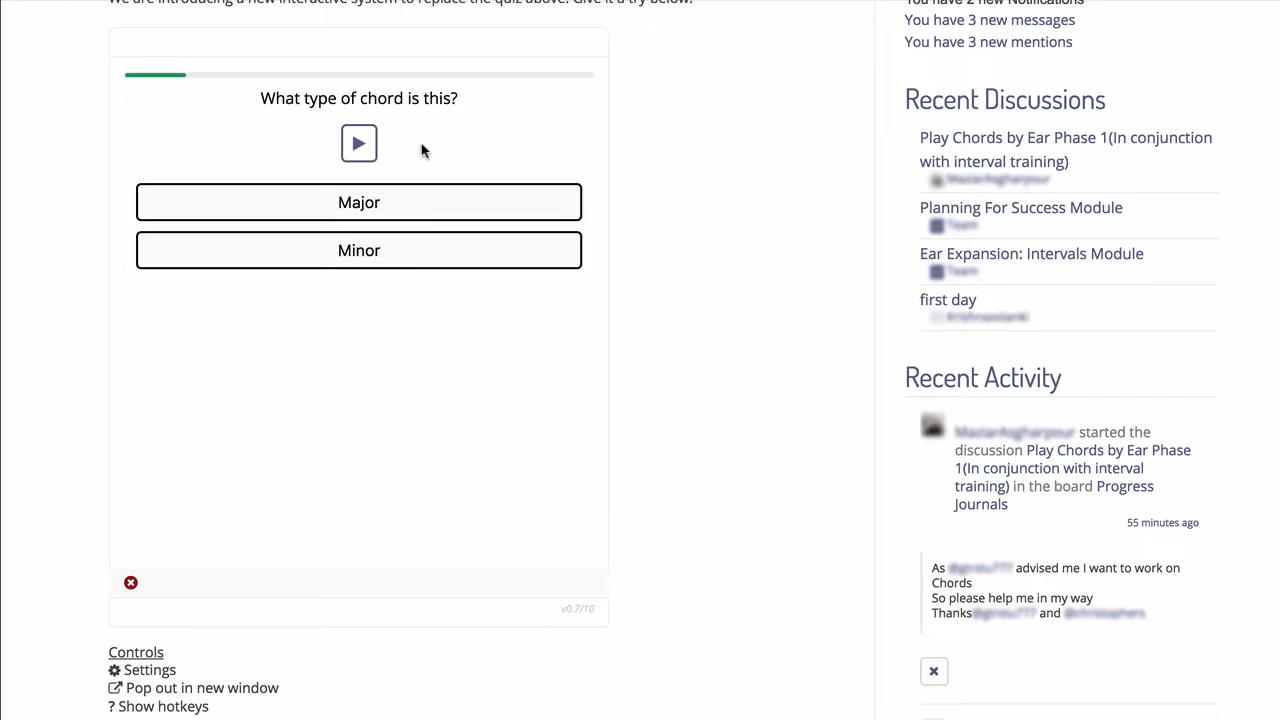 We are introducing a new interactive system to replace the quiz above. Give it a try below.
What type of chord is this?
Major
Minor
v0.7/10
Controls
Settings
Pop out in new window
? Show hotkeys
You have 2 new Notifications
You have 3 new messages
You have 3 new mentions
Recent Discussions
Play Chords by Ear Phase 1(In conjunction
with interval training)
Planning For Success Module
Team
Ear Expansion: Intervals Module
Team
first day
Recent Activity
started the
discussion Play Chords by Ear Phase
1(In conjunction with interval
training) in the board Progress
Journals
55 minutes ago
As advised me I want to work on
Chords
So please help me in my way
Thanks and